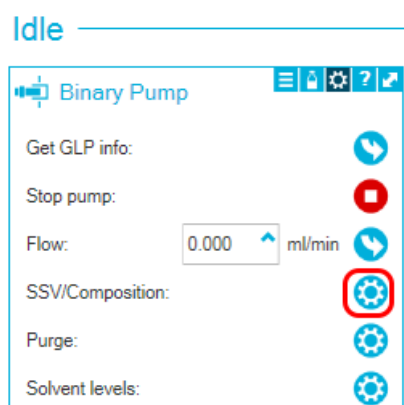 Idle
Binary Pump ?
Get GLP info:
Stop pump:
Flow: 0.000 ml/min
SSV/Composition:
Purge:
Solvent levels: